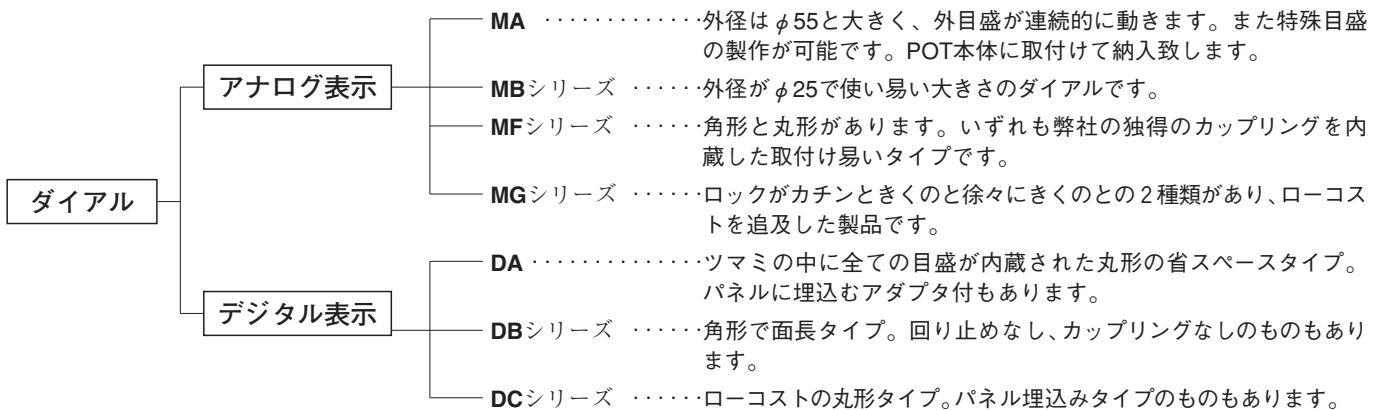 ダイアル
アナログ表示
MA ·············外径はφ55と大きく、外目盛が連続的に動きます。また特殊目盛
の製作が可能です。POT本体に取付けて納入致します。
MBシリーズ ······外径がφ25で使い易い大きさのダイアルです。
MFシリーズ ······角形と丸形があります。いずれも弊社の独得のカップリングを内
蔵した取付け易いタイプです。
MGシリーズ ······ロックがカチンときくのと徐々にきくのとの2種類があり、ローコス
トを追及した製品です。
デジタル表示
DA ··············ツマミの中に全ての目盛が内蔵された丸形の省スペースタイプ。
パネルに埋込むアダプタ付もあります。
DBシリーズ ······角形で面長タイプ。回り止めなし、カップリングなしのものもあり
ます。
DCシリーズ ······ローコストの丸形タイプ。パネル埋込みタイプのものもあります。